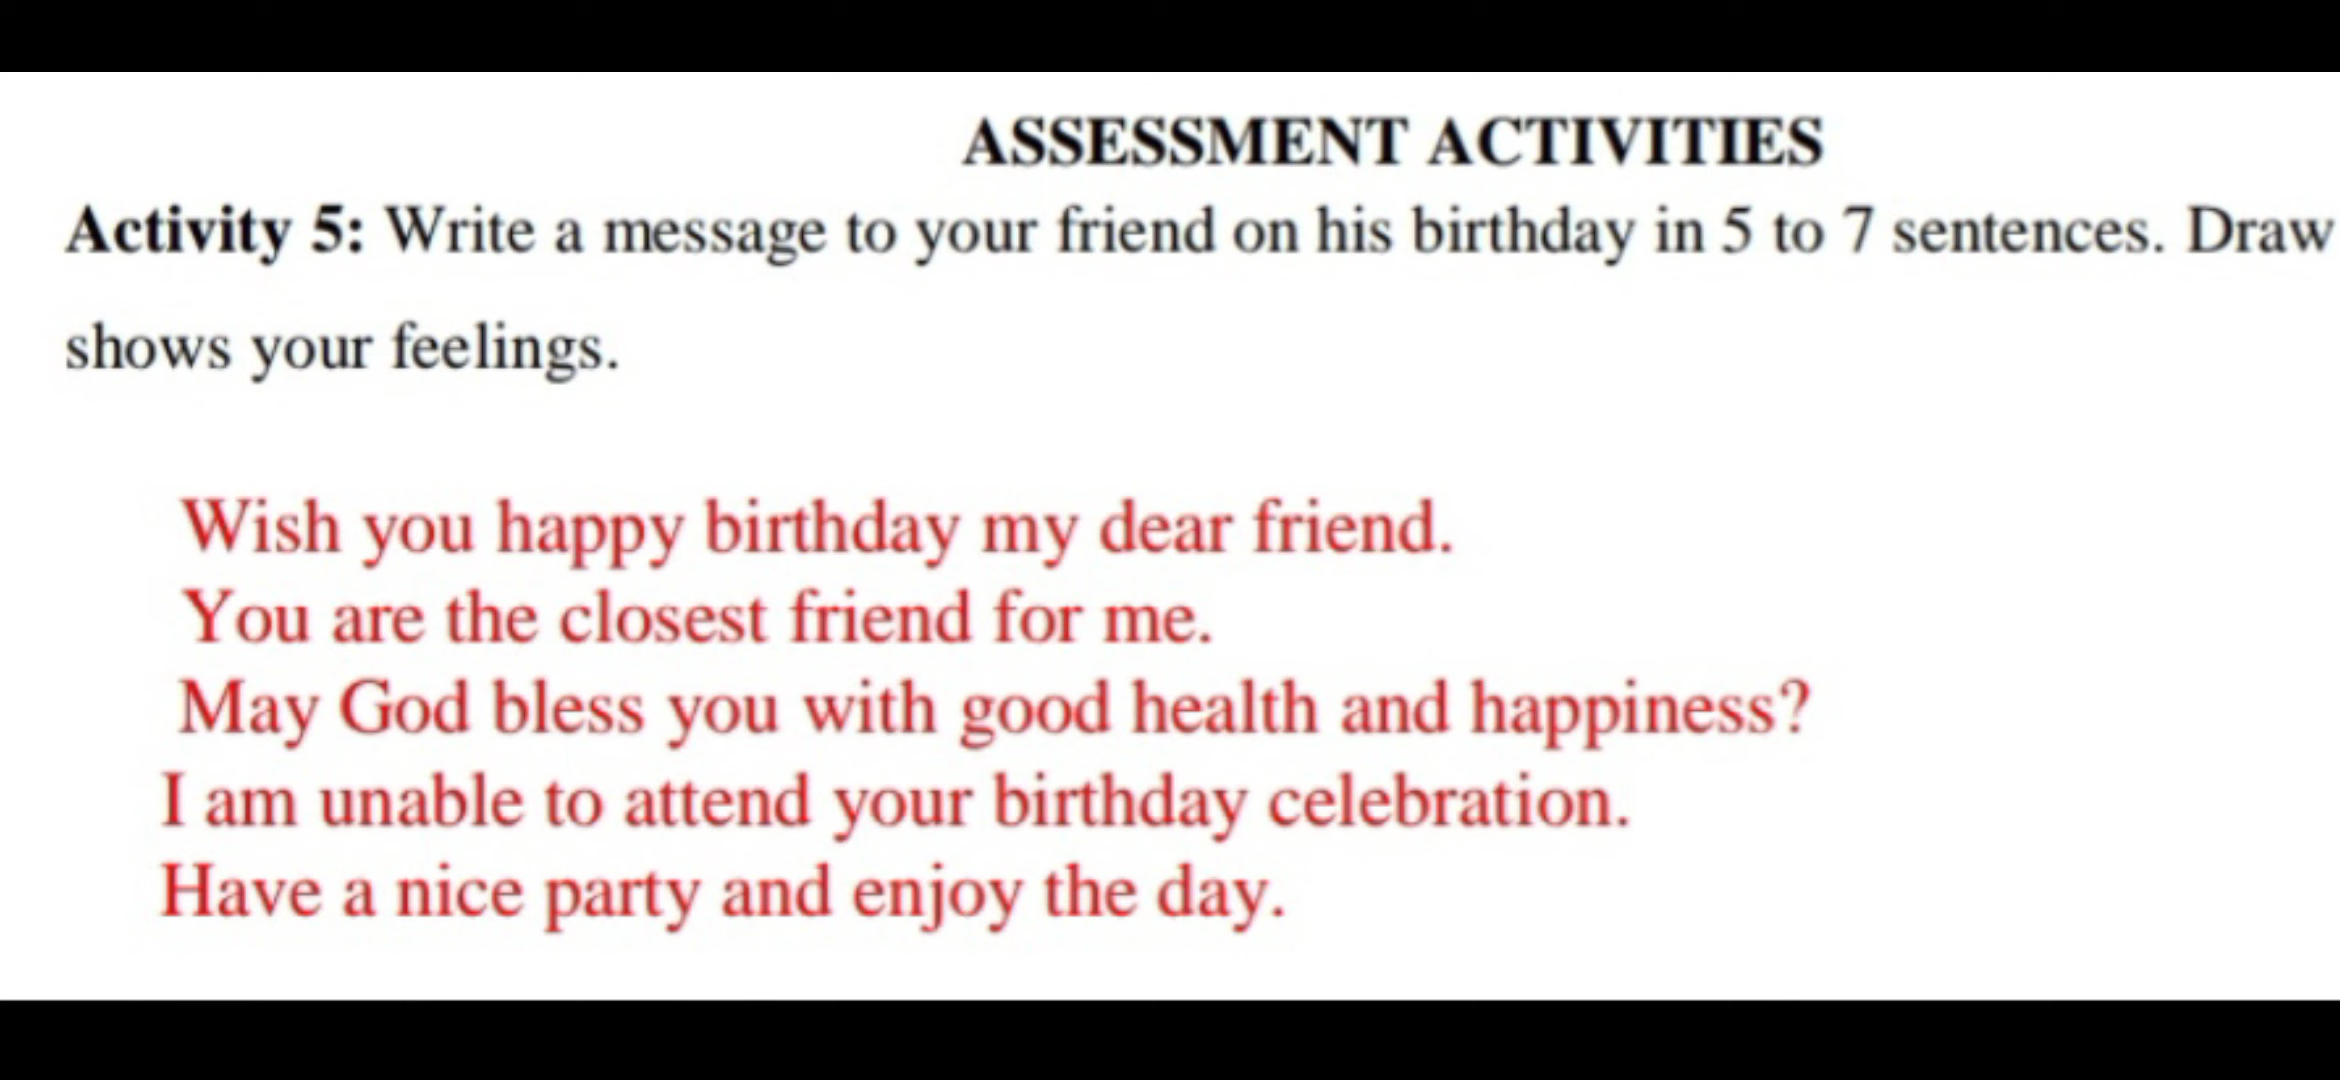 ASSESSMENT ACTIVITIES
Activity 5: Write a message to your friend on his birthday in 5 to 7 sentences. Draw
shows your feelings.
Wish you happy birthday my dear friend.
You are the closest friend for me.
May God bless you with good health and happiness?
I am unable to attend your birthday celebration.
Have a nice party and enjoy the day.